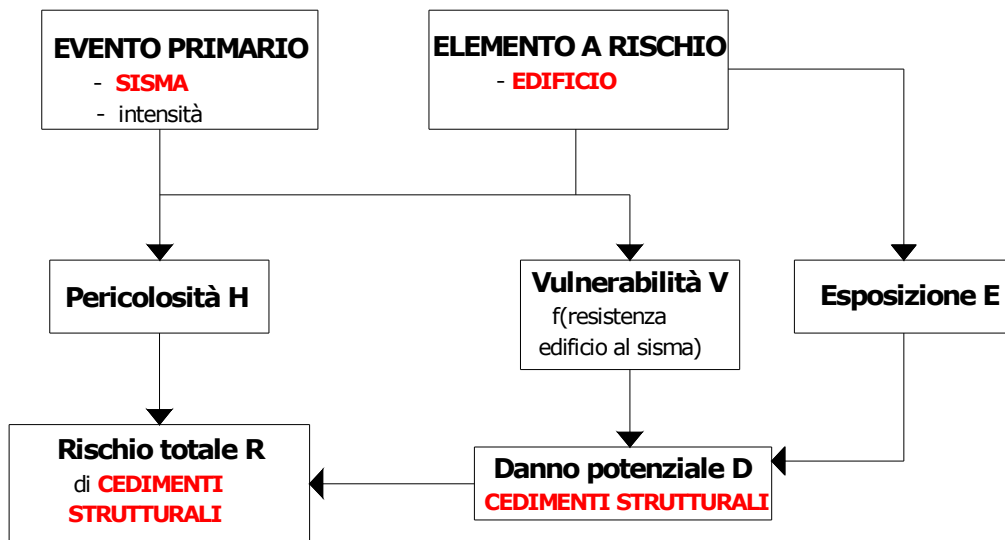 EVENTO PRIMARIO
- SISMA
- intensità
ELEMENTO A RISCHIO
- EDIFICIO
Pericolosità H
Vulnerabilità V
f(resistenza
edificio al sisma)
Esposizione E
Rischio totale R
di CEDIMENTI
STRUTTURALI
Danno potenziale D
CEDIMENTI STRUTTURALI